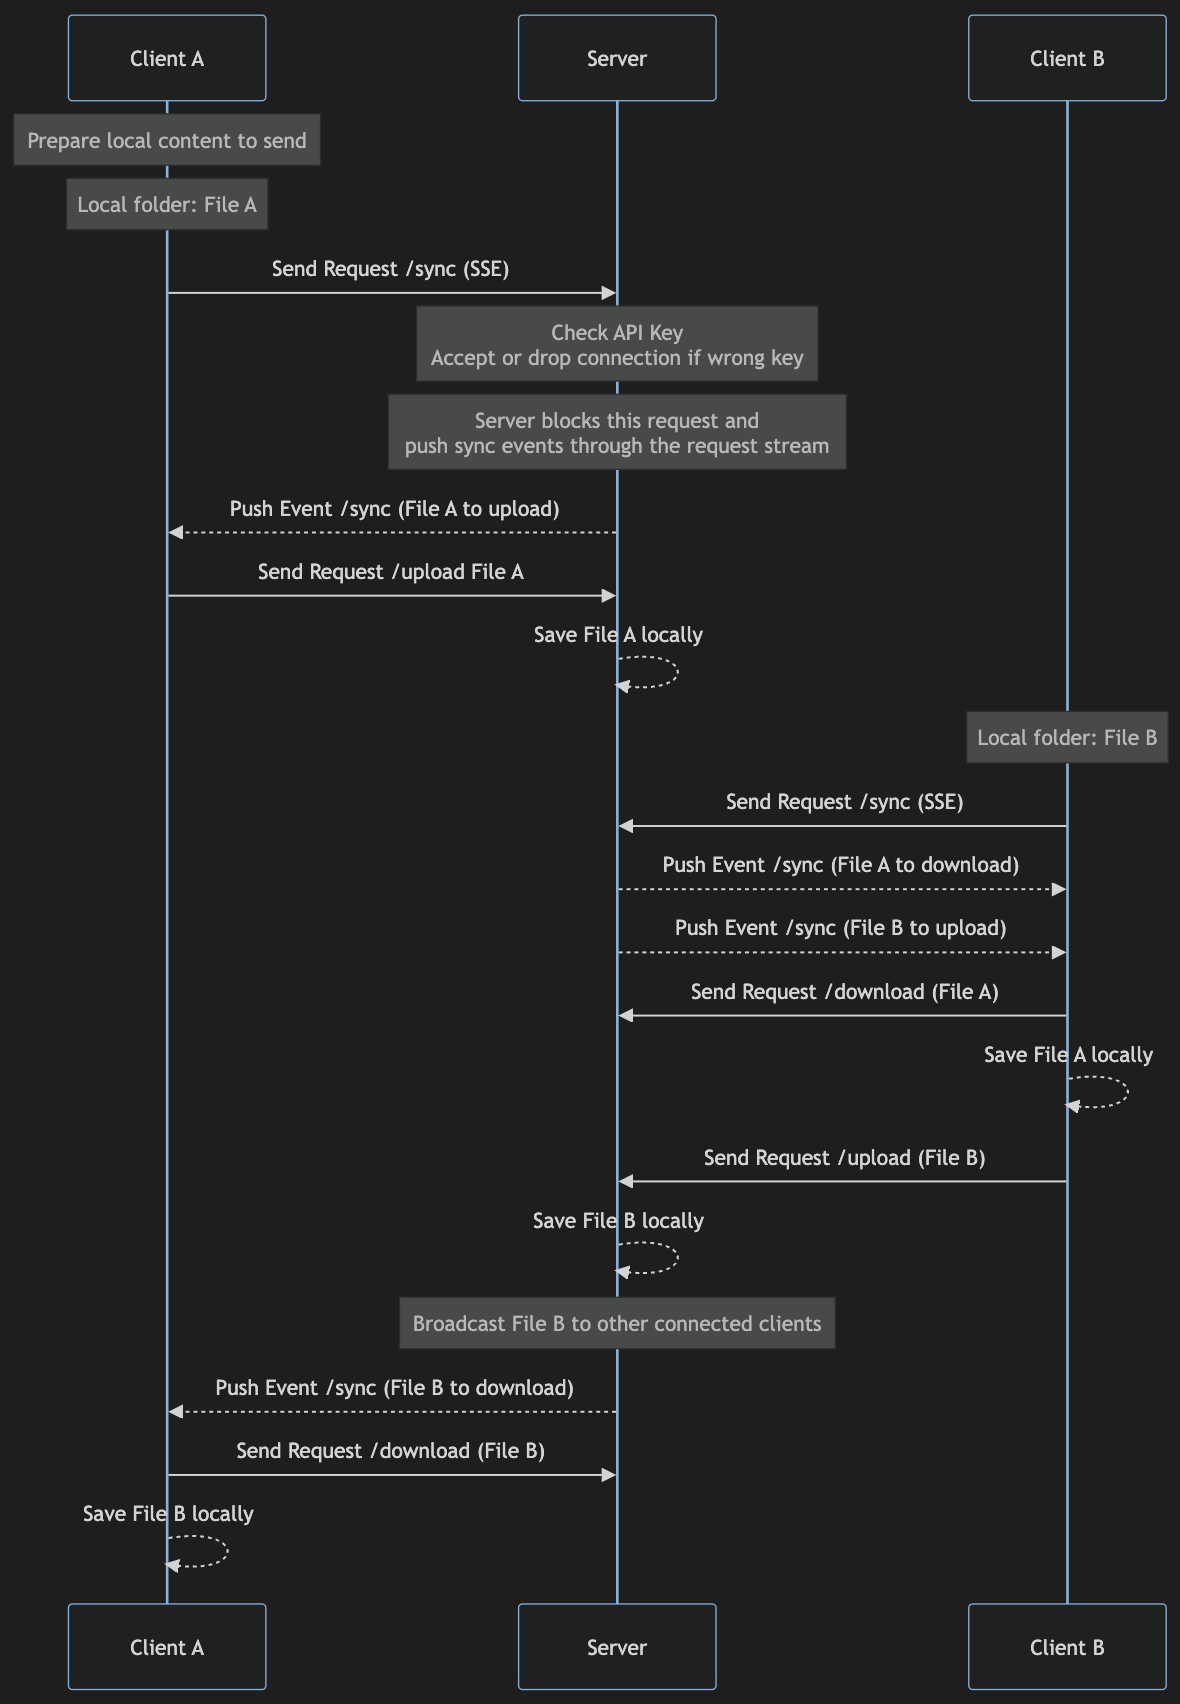 Client A
Server
Client B
Prepare local content to send
Local folder: File A
Send Request /sync (SSE)
Check API Key
Accept or drop connection if wrong key
Server blocks this request and
push sync events through the request stream
Push Event /sync (File A to upload)
Send Request /upload File A
Save File A locally
Local folder: File B
Send Request /sync (SSE)
Push Event /sync (File A to download)
Push Event /sync (File B to upload)
Send Request /download (File A)
Save File A locally
Send Request /upload (File B)
Save File B locally
Broadcast File B to other connected clients
Push Event /sync (File B to download)
Send Request /download (File B)
Save File B locally
Client A
Server
Client B